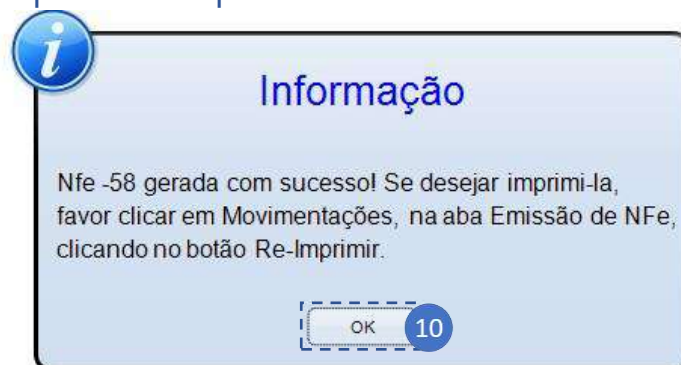 Informação
Nfe -58 gerada com sucesso! Se desejar imprimi-la,
favor clicar em Movimentações, na aba Emissão de NFe,
clicando no botão Re-Imprimir.
OK 10